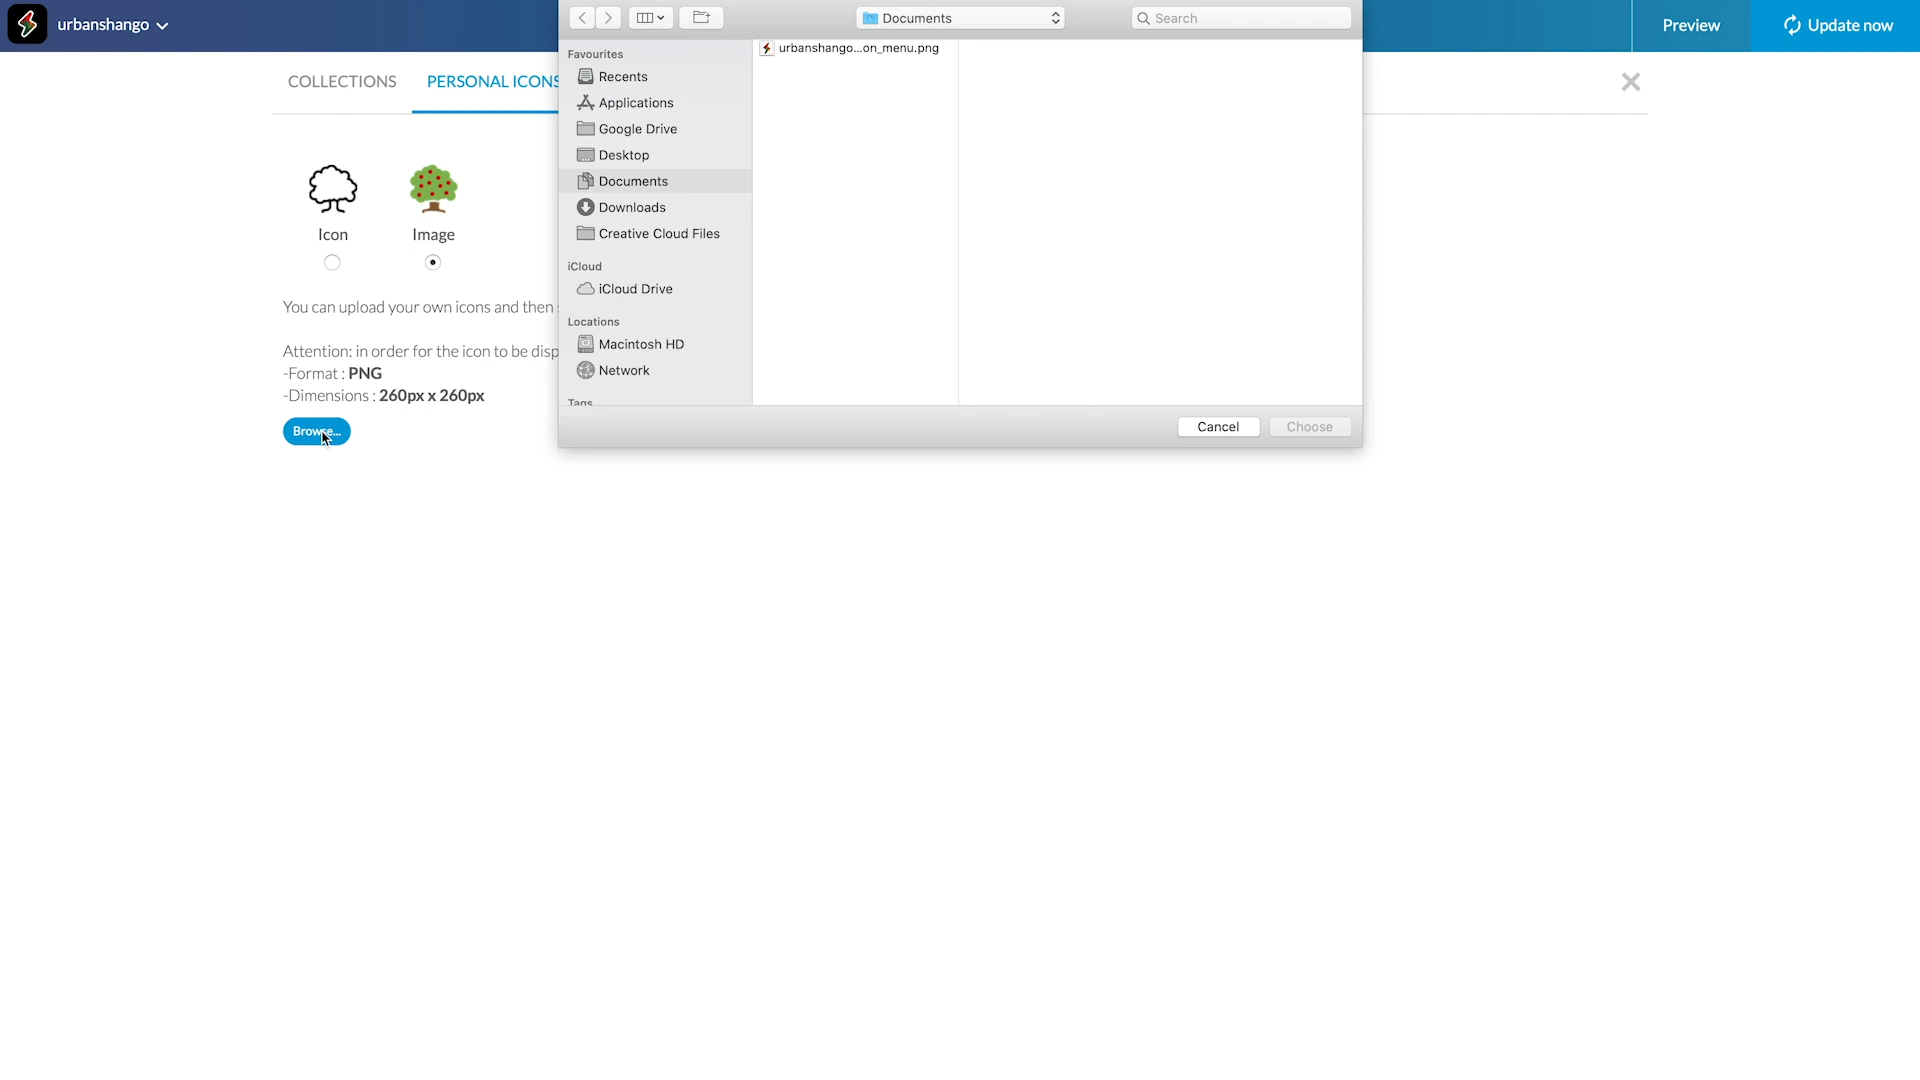 urbanshango
Documents
Search
Preview
Update now
COLLECTIONS
PERSONAL ICONS
Icon
Image
You can upload your own icons and then
Attention: in order for the icon to be disp
-Format : PNG
-Dimensions : 260px x 260px
Browse...
Favourites
Recents
Applications
Google Drive
Desktop
Documents
Downloads
Creative Cloud Files
iCloud
iCloud Drive
Locations
Macintosh HD
Network
Tags
urbanshango...on_menu.png
Cancel
Choose